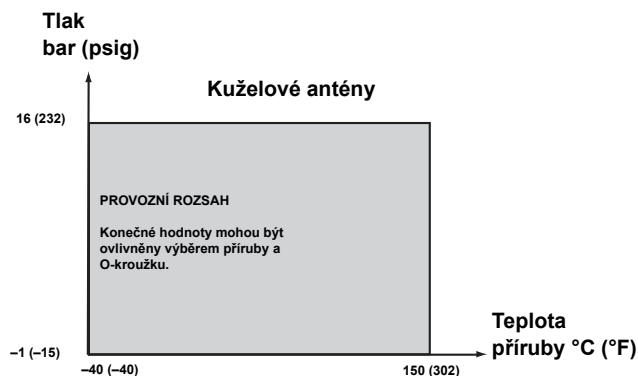 Tlak
bar (psig)
Kuželové antény
16 (232)
PROVOZNÍ ROZSAH
Konečné hodnoty mohou být
ovlivněny výběrem příruby a
O-kroužku.
Teplota
příruby °C (°F)
–1 (–15)
–40 (–40)
150 (302)